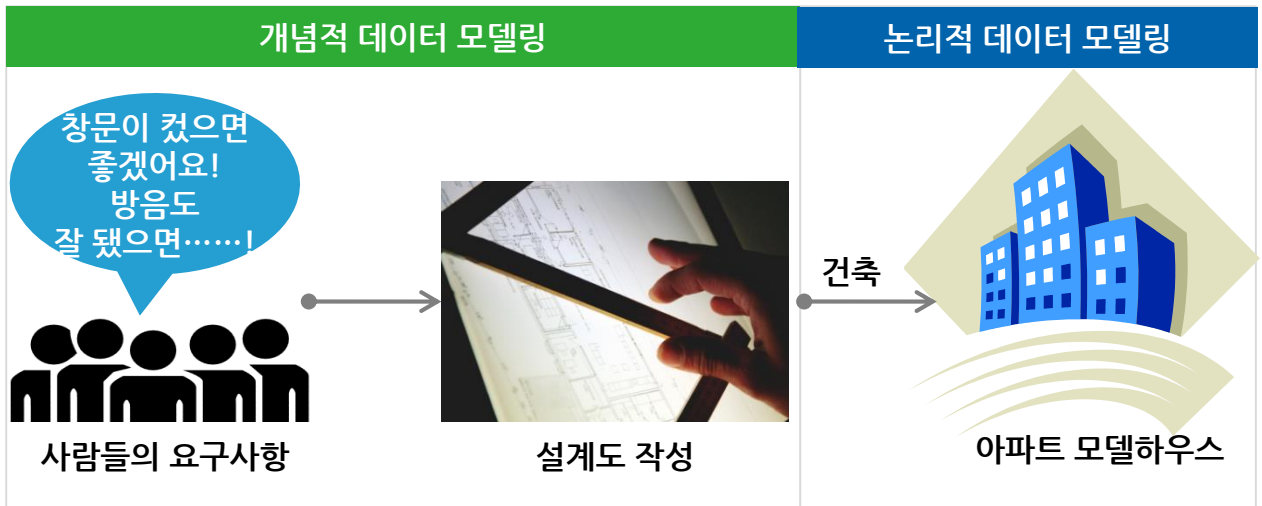 개념적 데이터 모델링
논리적 데이터 모델링
창문이 컸으면
좋겠어요!
방음도
잘 됐으면……!
건축
사람들의 요구사항
설계도 작성
아파트 모델하우스